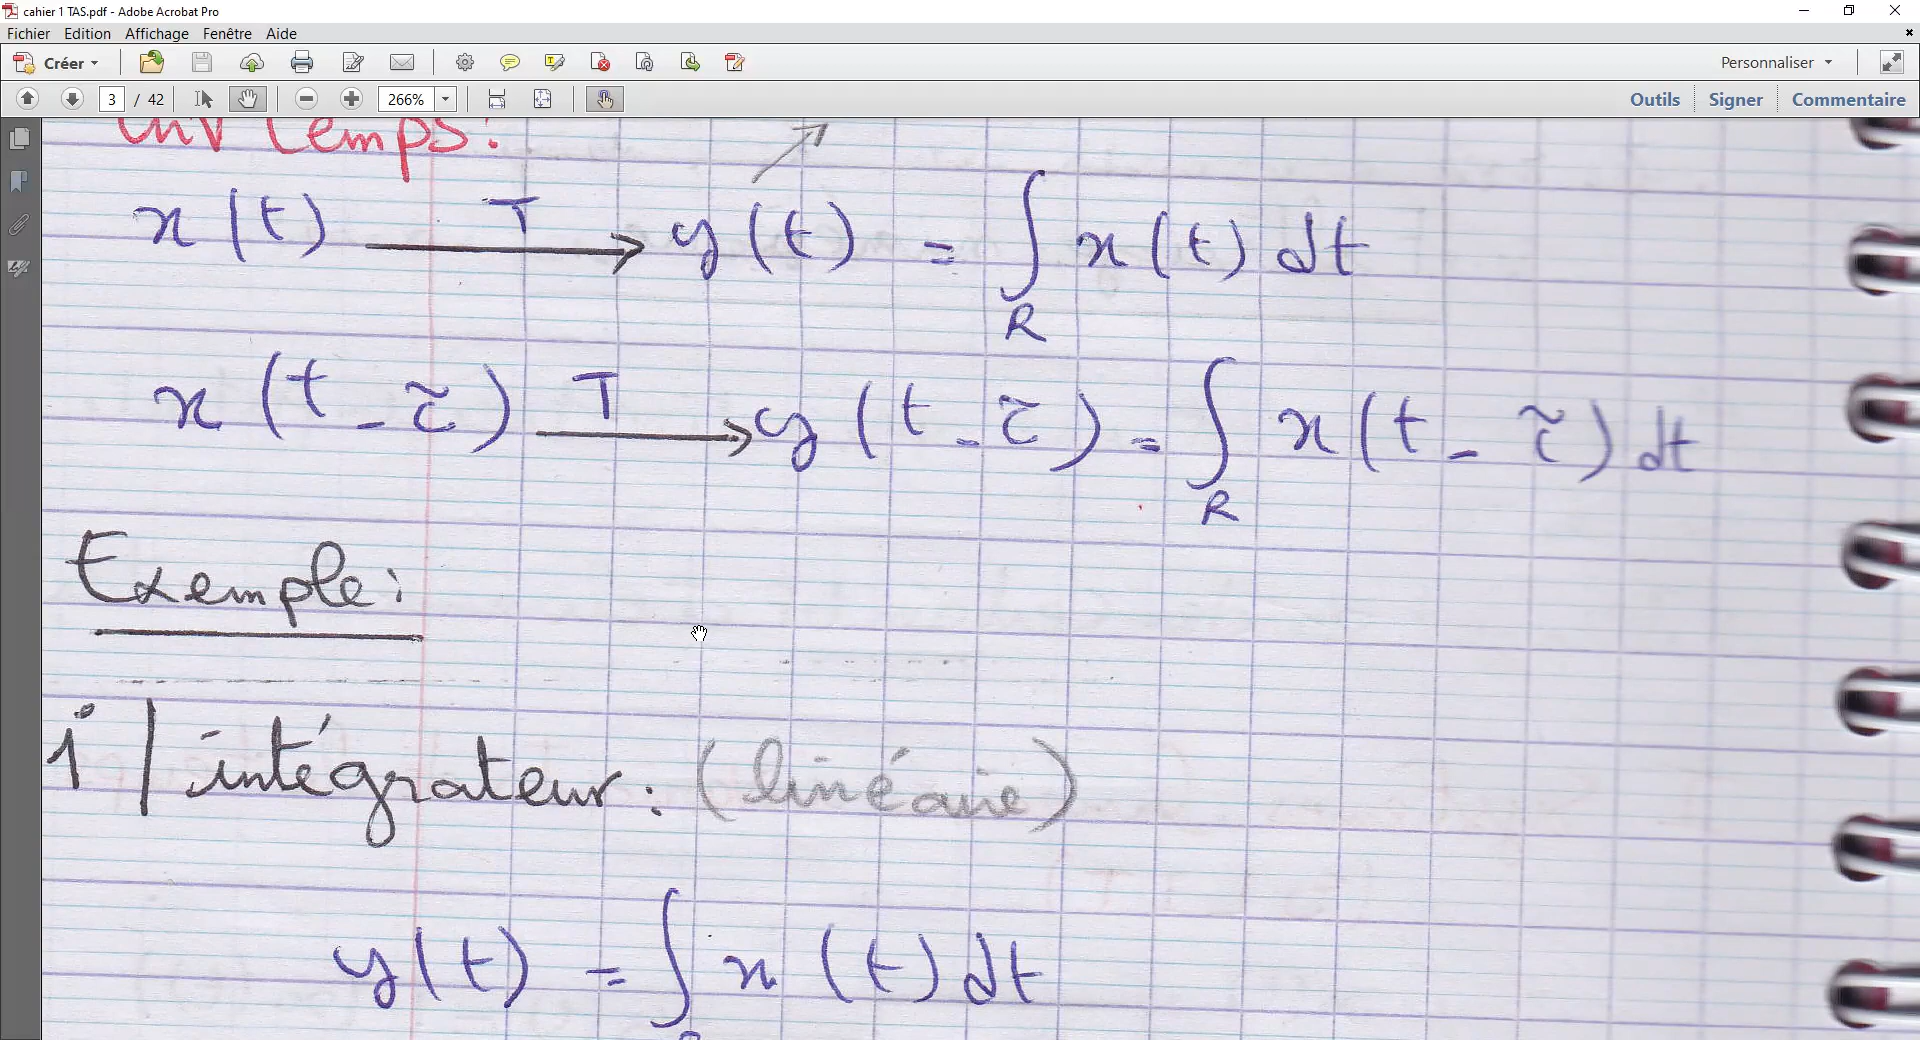 cahier 1 TAS.pdf - Adobe Acrobat Pro
Fichier Edition Affichage Fenêtre Aide
Créer Personnaliser
3 / 42 266% Outils Signer Commentaire
inv temps :
x (t) T y (t) = ∫ x (t) dt
R
x (t - τ) T y (t - τ) = ∫ x (t - τ) dt
R
Exemple :
1 / intégrateur : (linéaire)
y (t) = ∫ x (t) dt